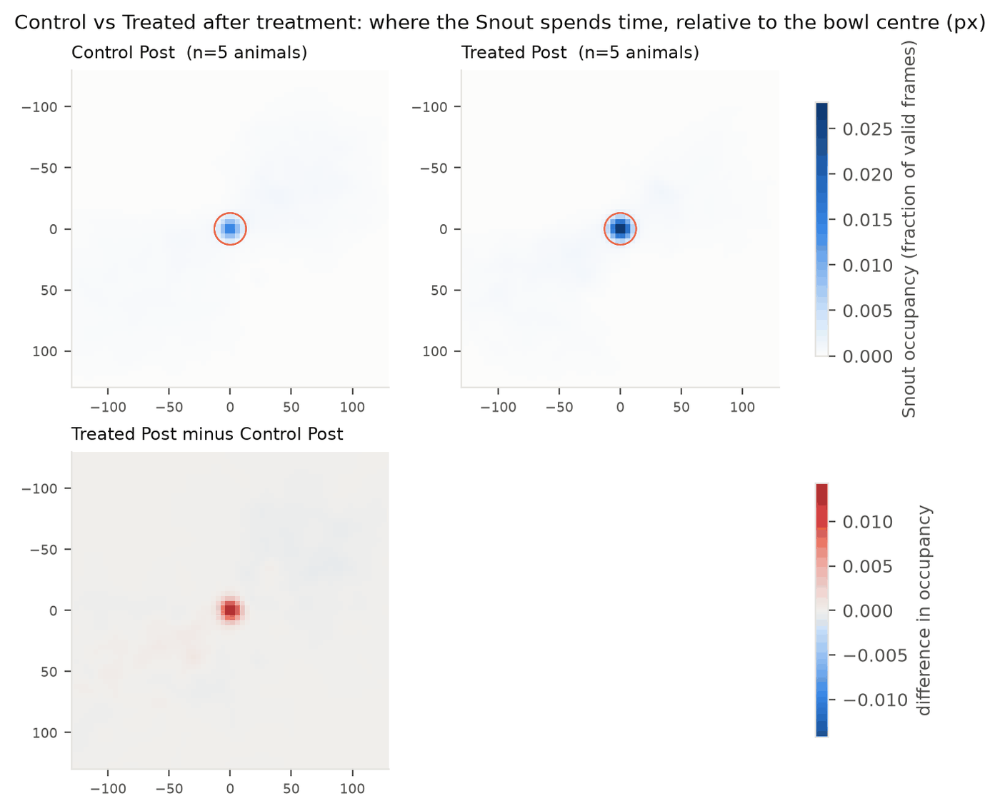 Control vs Treated after treatment: where the Snout spends time, relative to the bowl centre (px)
Control Post  (n=5 animals)
−100
−50
0
50
100
−100 −50 0 50 100
Treated Post  (n=5 animals)
−100
−50
0
50
100
−100 −50 0 50 100
0.025
0.020
0.015
0.010
0.005
0.000
Snout occupancy (fraction of valid frames)
Treated Post minus Control Post
−100
−50
0
50
100
−100 −50 0 50 100
0.010
0.005
0.000
−0.005
−0.010
difference in occupancy